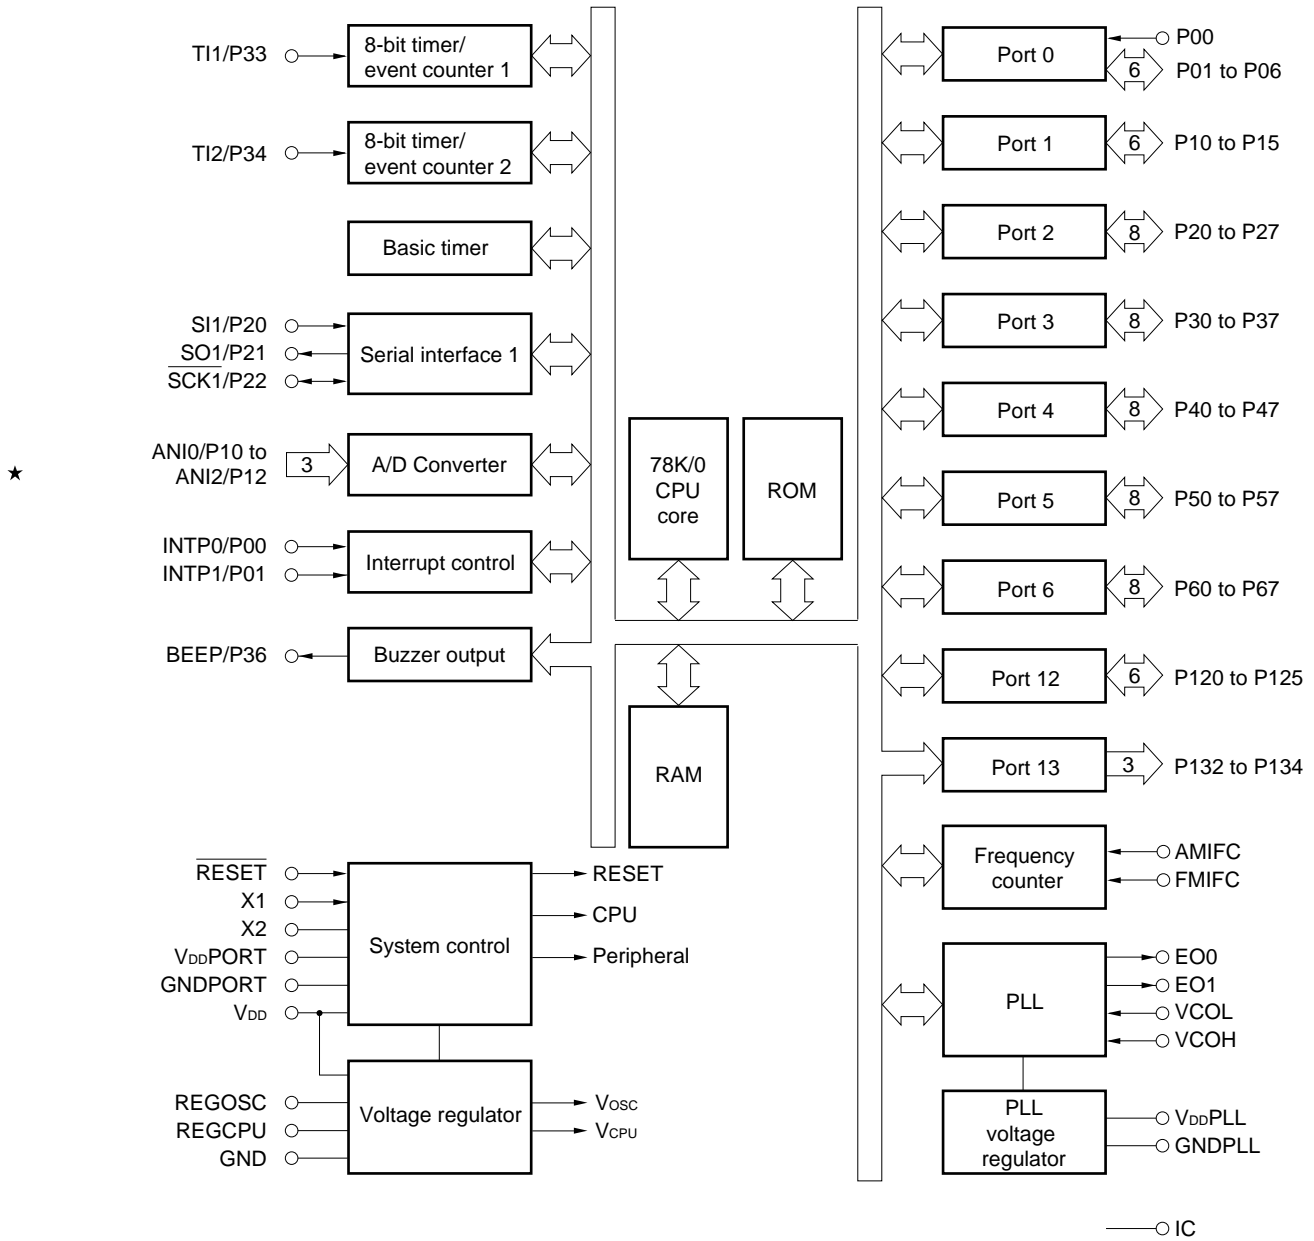 TI1/P33
8-bit timer/
event counter 1
TI2/P34
8-bit timer/
event counter 2
Basic timer
SI1/P20
SO1/P21
SCK1/P22
Serial interface 1
★
ANI0/P10 to
ANI2/P12
3
A/D Converter
INTP0/P00
INTP1/P01
Interrupt control
BEEP/P36
Buzzer output
78K/0
CPU
core
ROM
RAM
RESET
X1
X2
VDDPORT
GNDPORT
VDD
System control
RESET
CPU
Peripheral
REGOSC
REGCPU
GND
Voltage regulator
VOSC
VCPU
Port 0
P00
6
P01 to P06
Port 1
6
P10 to P15
Port 2
8
P20 to P27
Port 3
8
P30 to P37
Port 4
8
P40 to P47
Port 5
8
P50 to P57
Port 6
8
P60 to P67
Port 12
6
P120 to P125
Port 13
3
P132 to P134
Frequency
counter
AMIFC
FMIFC
PLL
EO0
EO1
VCOL
VCOH
PLL
voltage
regulator
VDDPLL
GNDPLL
IC